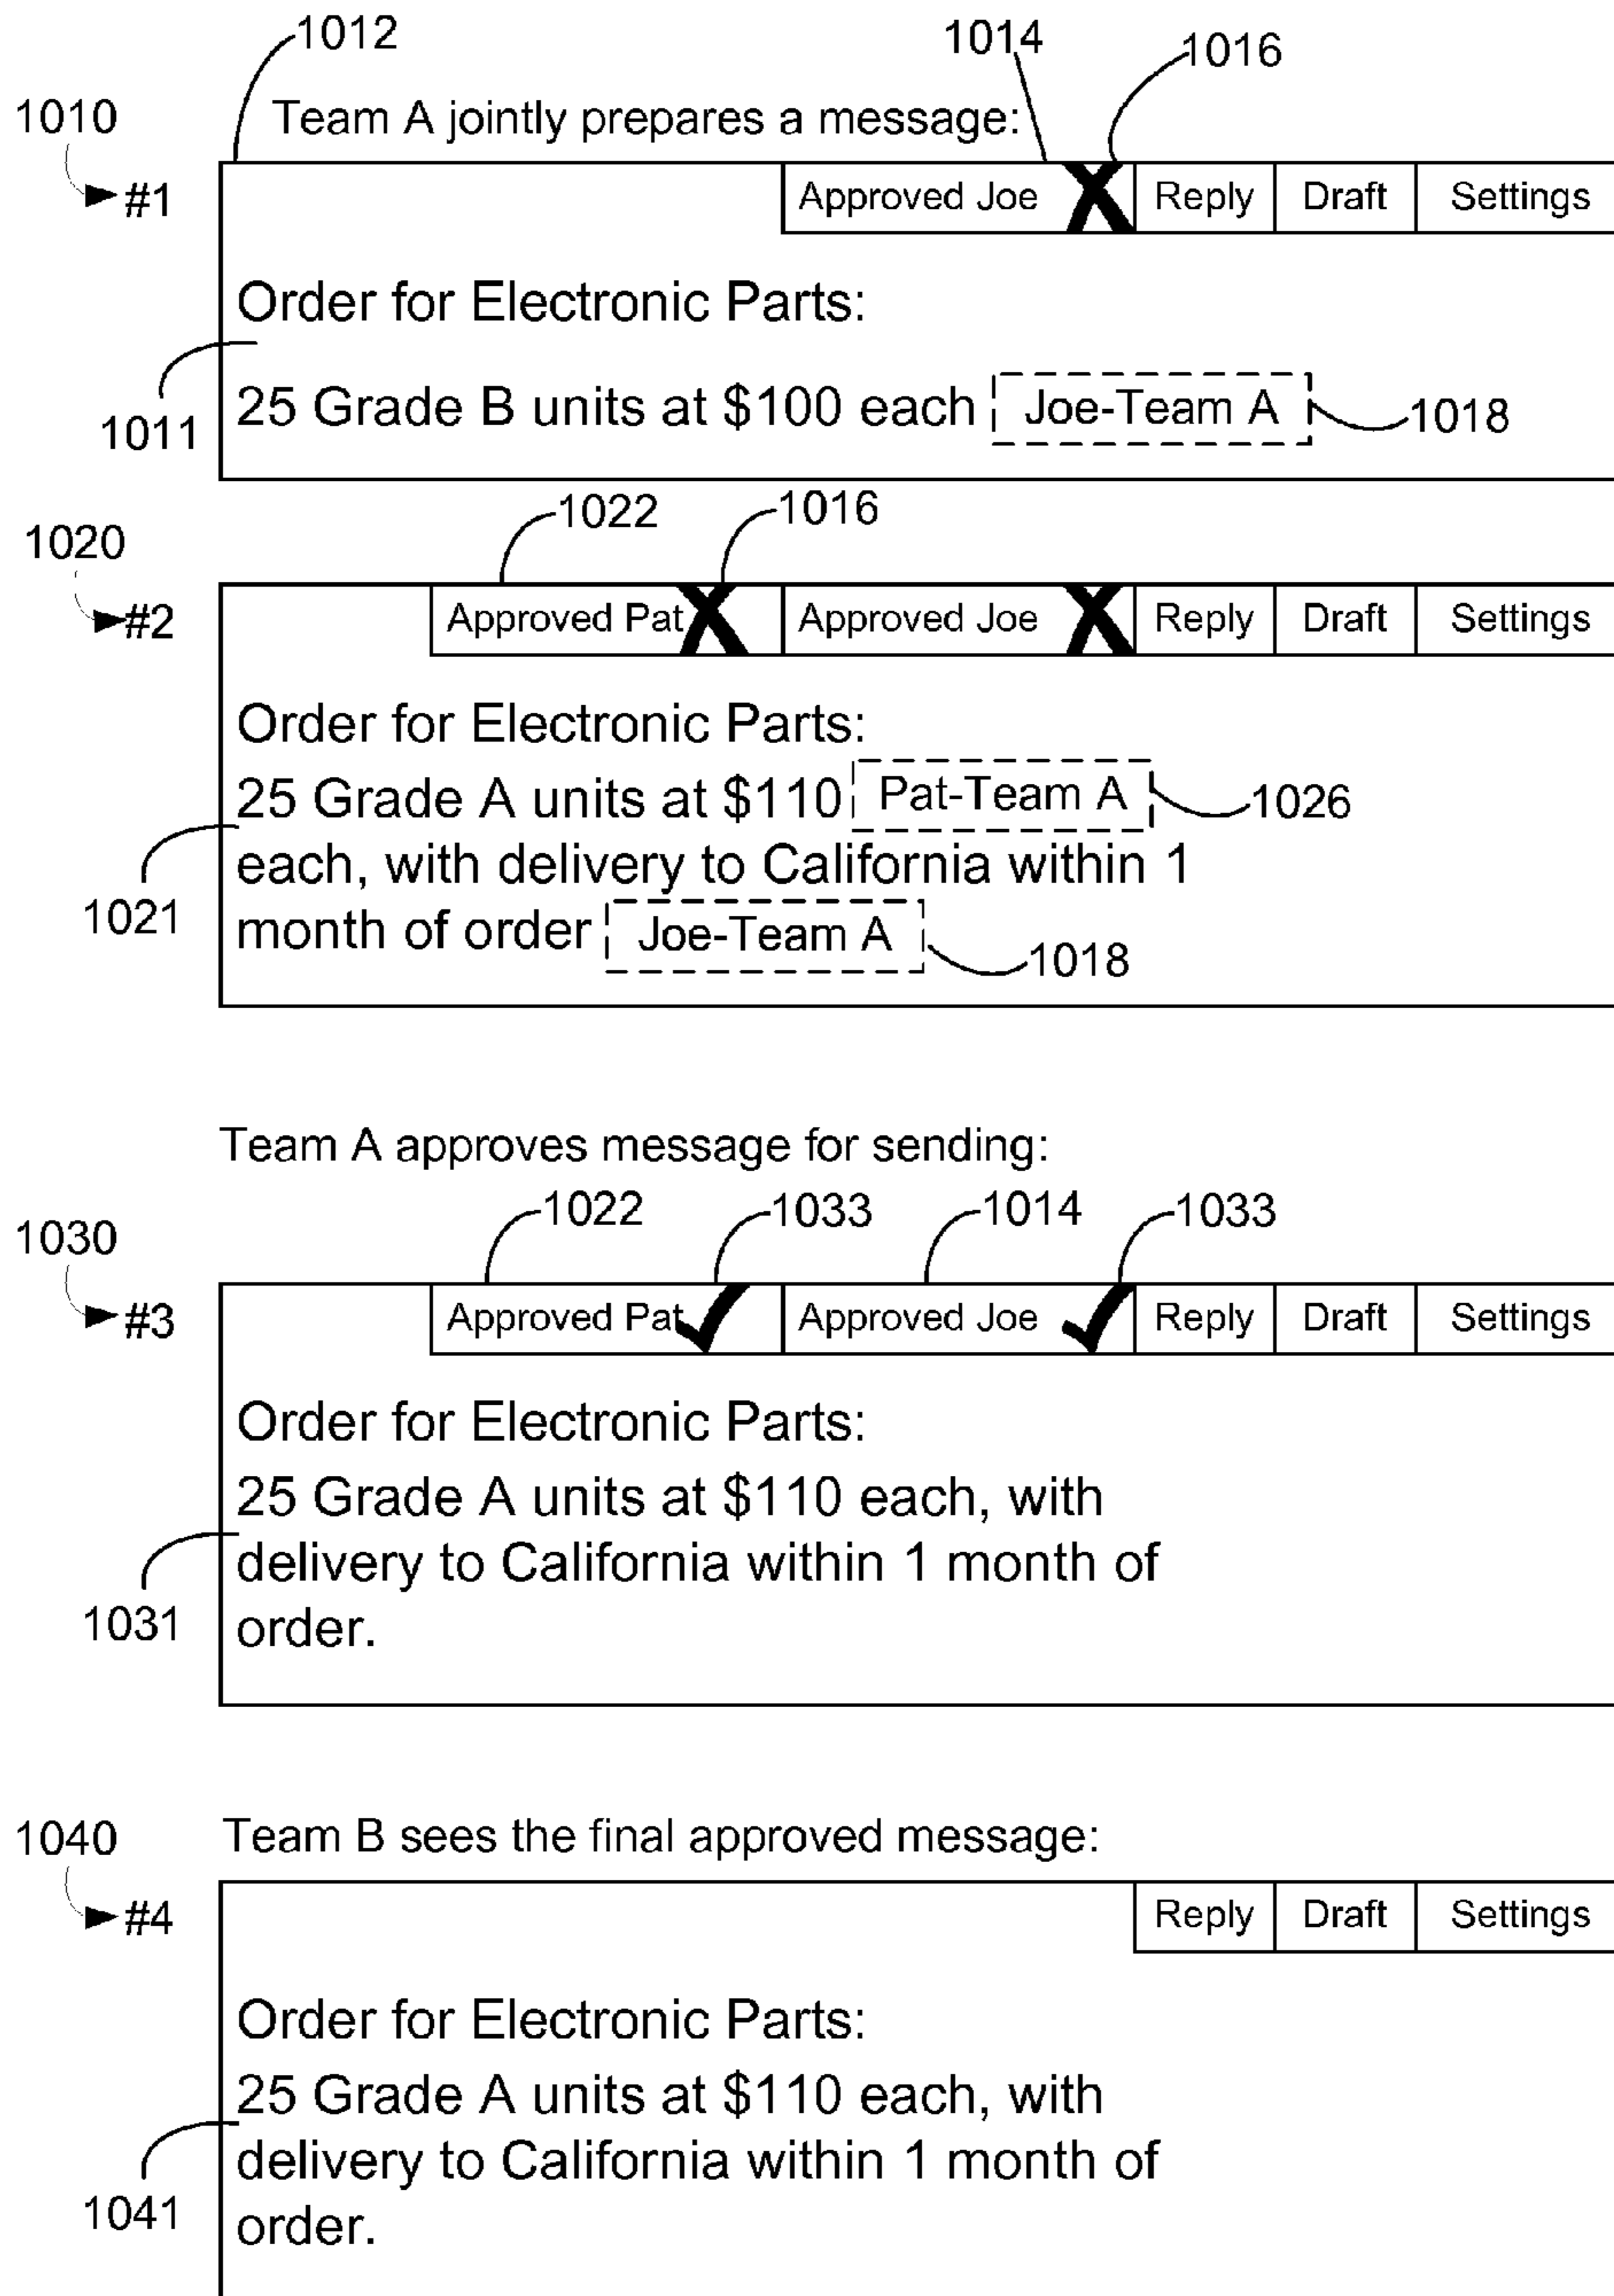 1012
1014
1016
1010
Team A jointly prepares a message:
#1
Approved Joe X Reply Draft Settings
Order for Electronic Parts:
1011
25 Grade B units at $100 each Joe-Team A
1018
1022
1016
1020
#2
Approved Pat X Approved Joe X Reply Draft Settings
Order for Electronic Parts:
25 Grade A units at $110 Pat-Team A
1026
each, with delivery to California within 1
1021
month of order Joe-Team A
1018
Team A approves message for sending:
1022
1033
1014
1033
1030
#3
Approved Pat ✓ Approved Joe ✓ Reply Draft Settings
Order for Electronic Parts:
25 Grade A units at $110 each, with
delivery to California within 1 month of
1031
order.
1040
Team B sees the final approved message:
#4
Reply Draft Settings
Order for Electronic Parts:
25 Grade A units at $110 each, with
delivery to California within 1 month of
1041
order.